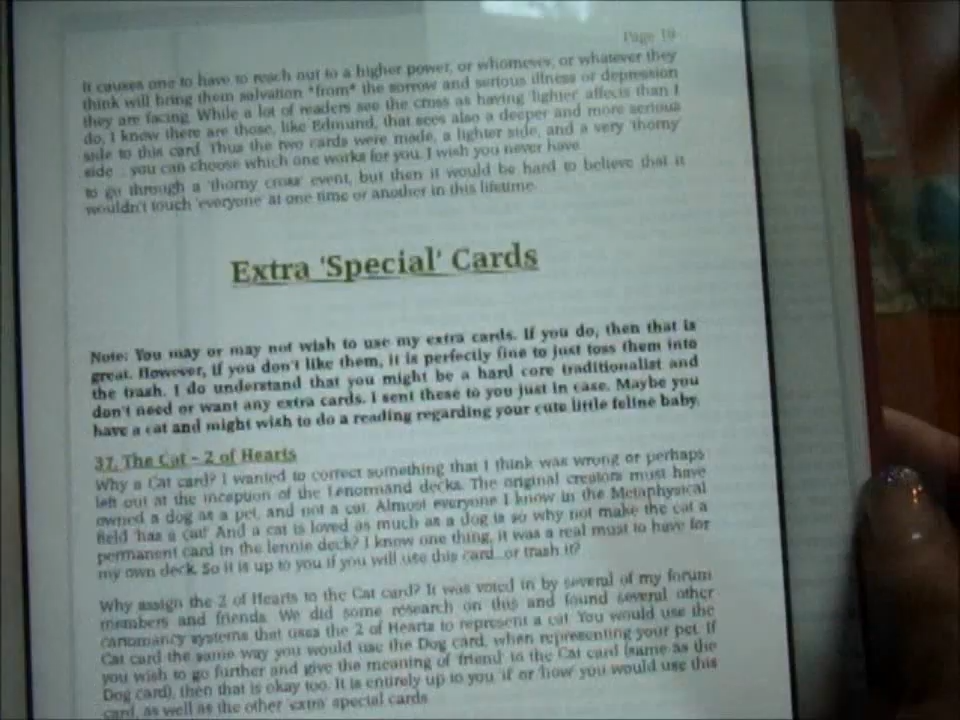 Page 19
It causes one to have to reach out to a higher power, or whomever, or whatever they
think will bring them salvation *from* the sorrow and serious illness or depression
they are facing. While a lot of readers see the cross as having 'lighter' affects than I
do, I know there are those, like Edmund, that sees also a deeper and more serious
side to this card. Thus the two cards were made, a lighter side, and a very 'thorny'
side... you can choose which one works for you. I wish you never have
to go through a 'thorny cross' event, but then it would be hard to believe that it
wouldn't touch 'everyone' at one time or another in this lifetime.
Extra 'Special' Cards
Note: You may or may not wish to use my extra cards. If you do, then that is
great. However, if you don't like them, it is perfectly fine to just toss them into
the trash. I do understand that you might be a hard core traditionalist and
don't need or want any extra cards. I sent these to you just in case. Maybe you
have a cat and might wish to do a reading regarding your cute little feline baby.
37. The Cat - 2 of Hearts
Why a Cat card? I wanted to correct something that I think was wrong or perhaps
left out at the inception of the Lenormand decks. The original creators must have
owned a dog as a pet, and not a cat. Almost everyone I know in the Metaphysical
field 'has a cat'. And a cat is loved as much as a dog is so why not make the cat a
permanent card in the lennie deck? I know one thing, it was a real must to have for
my own deck. So it is up to you if you will use this card...or trash it?
Why assign the 2 of Hearts to the Cat card? It was voted in by several of my forum
members and friends. We did some research on this and found several other
cartomancy systems that uses the 2 of Hearts to represent a cat. You would use the
Cat card the same way you would use the Dog card, when representing your pet. If
you wish to go further and give the meaning of 'friend' to the Cat card (same as the
Dog card), then that is okay too. It is entirely up to you 'if' or 'how' you would use this
card, as well as the other 'extra' special cards.